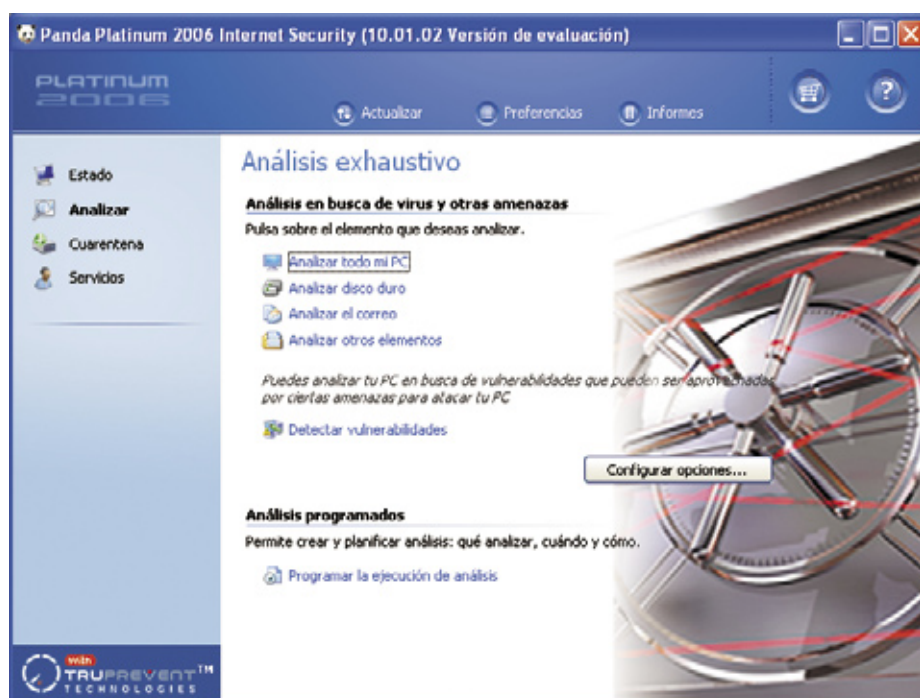 Panda Platinum 2006 Internet Security (10.01.02 Versión de evaluación)
PLATINUM
2006
Actualizar
Preferencias
Informes
?
Estado
Analizar
Cuarentena
Servicios
Análisis exhaustivo
Análisis en busca de virus y otras amenazas
Pulsa sobre el elemento que deseas analizar.
Analizar todo mi PC
Analizar disco duro
Analizar el correo
Analizar otros elementos
Puedes analizar tu PC en busca de vulnerabilidades que pueden ser aprovechadas
por ciertas amenazas para atacar tu PC
Detectar vulnerabilidades
Configurar opciones...
Análisis programados
Permite crear y planificar análisis: qué analizar, cuándo y cómo.
Programar la ejecución de análisis
with
TRUPREVENT™
TECHNOLOGIES